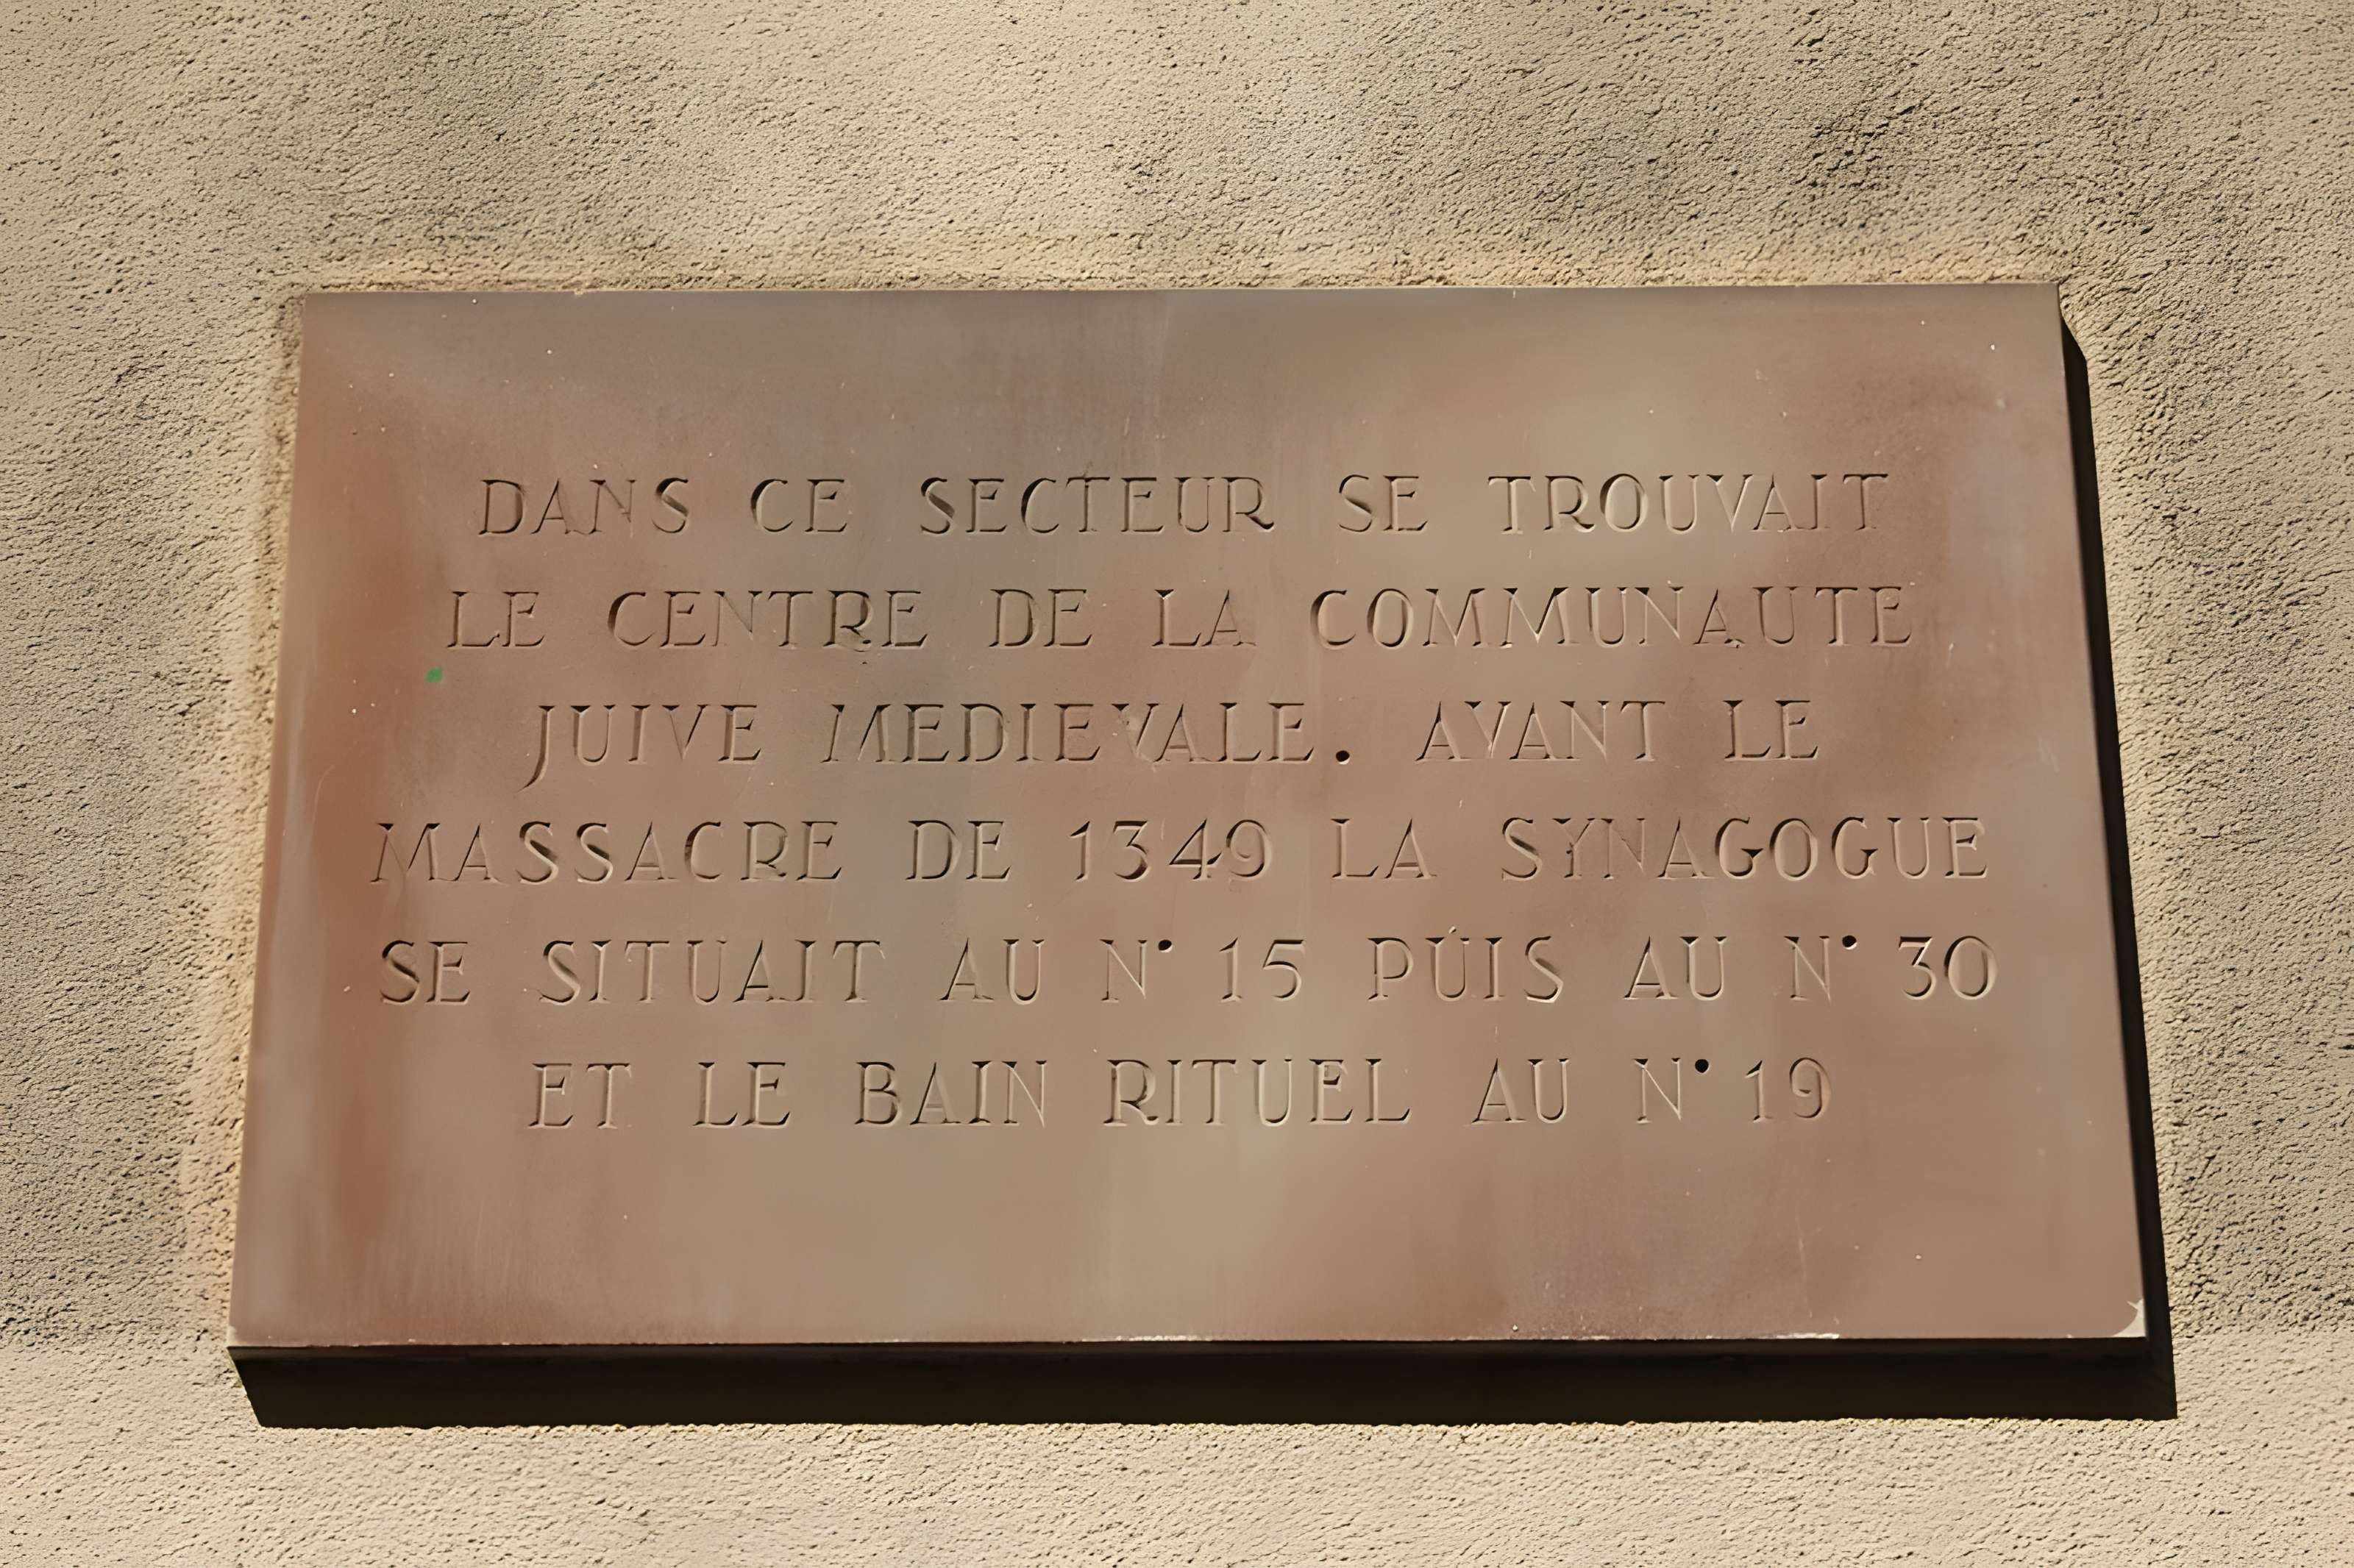 DANS CE SECTEUR SE TROUVAIT
LE CENTRE DE LA COMMUNAUTE
JUIVE MEDIEVALE. AVANT LE
MASSACRE DE 1349 LA SYNAGOGUE
SE SITUAIT AU N° 15 PUIS AU N° 30
ET LE BAIN RITUEL AU N° 19